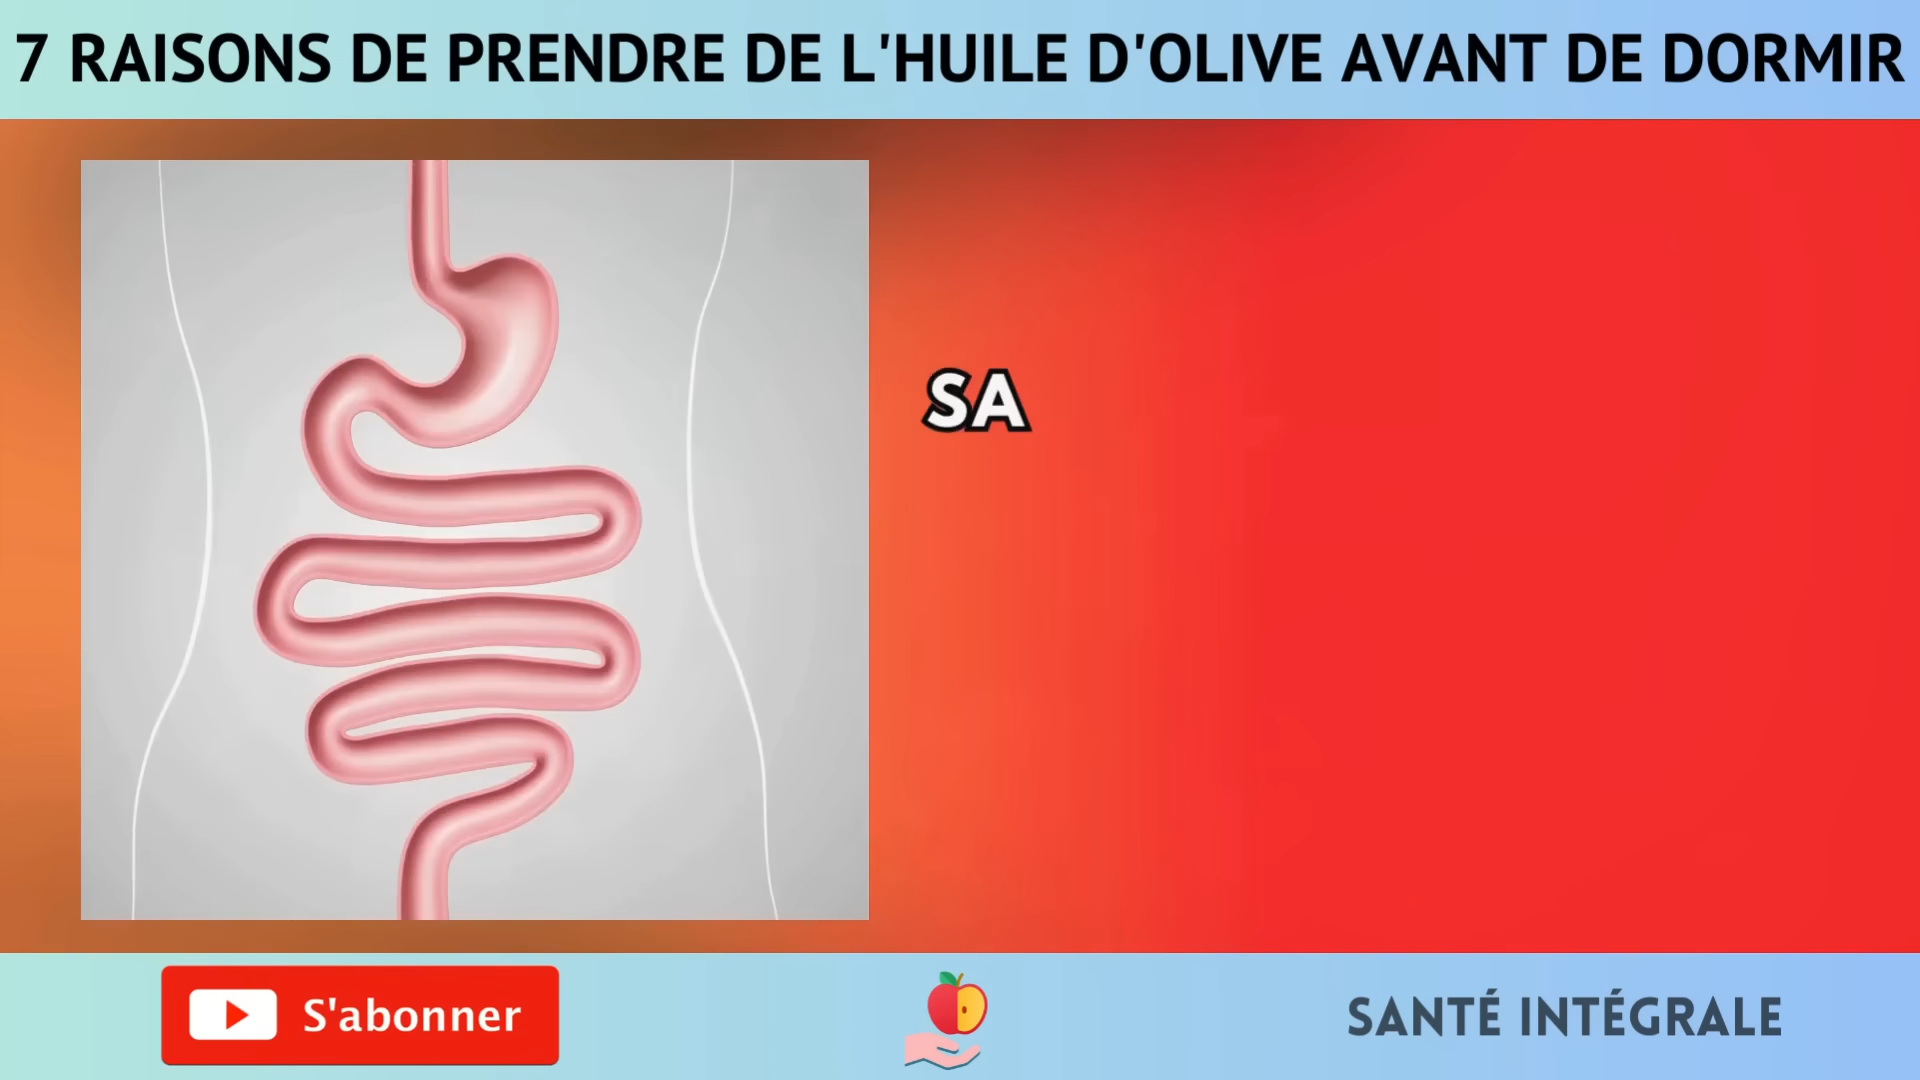 7 RAISONS DE PRENDRE DE L'HUILE D'OLIVE AVANT DE DORMIR
SA
S'abonner
SANTÉ INTÉGRALE